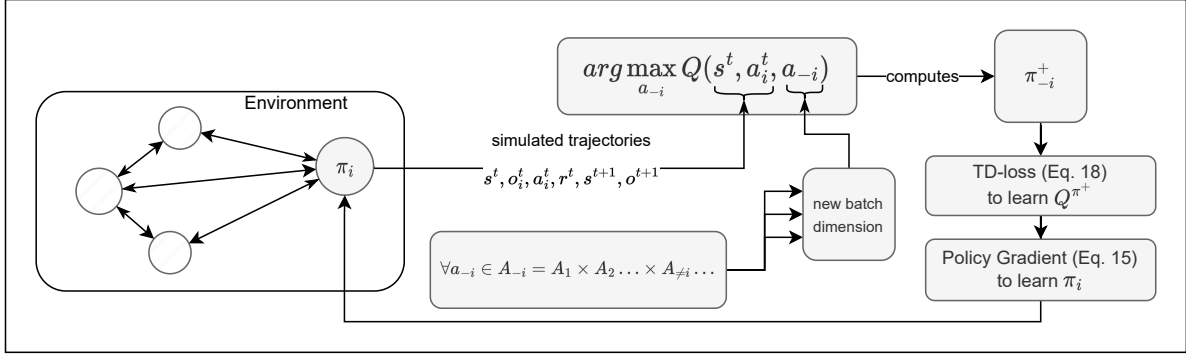 Environment
π_i
simulated trajectories
s^t, o_i^t, a_i^t, r^t, s^{t+1}, o^{t+1}
arg max_{a_{-i}} Q(s^t, a_i^t, a_{-i})
computes
π_{-i}^+
∀a_{-i} ∈ A_{-i} = A_1 × A_2 … × A_{≠i} …
new batch
dimension
TD-loss (Eq. 18)
to learn Q^{π^+}
Policy Gradient (Eq. 15)
to learn π_i